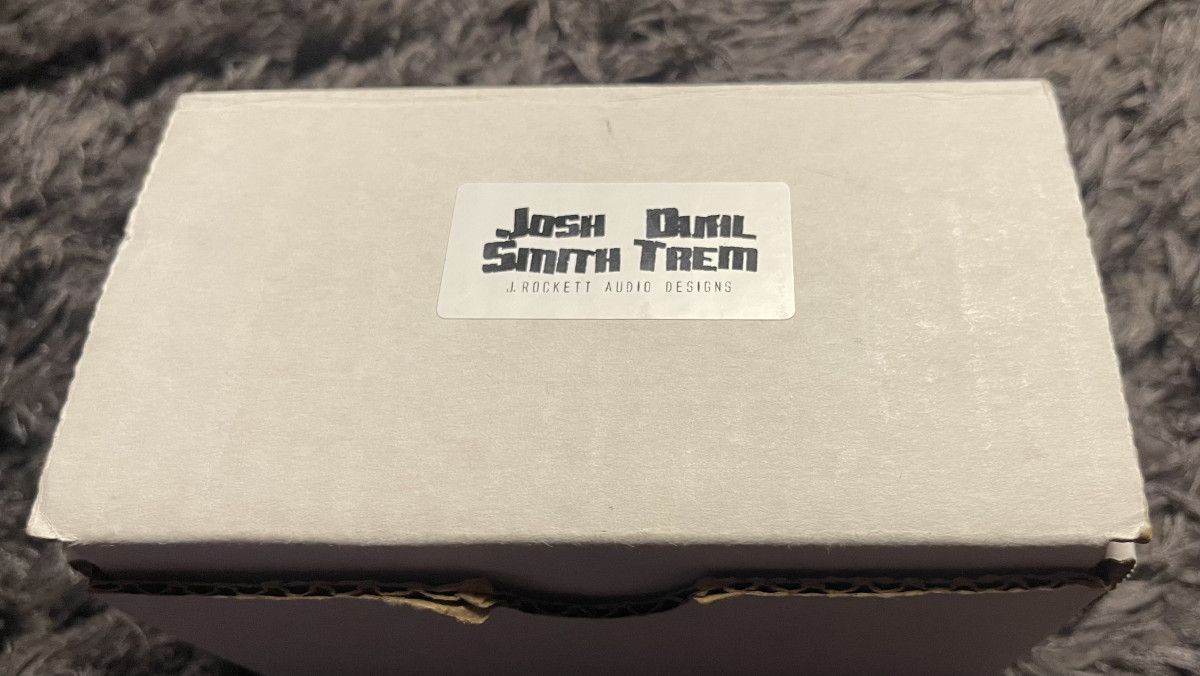 Josh Dual
Smith Trem
J. ROCKETT AUDIO DESIGNS